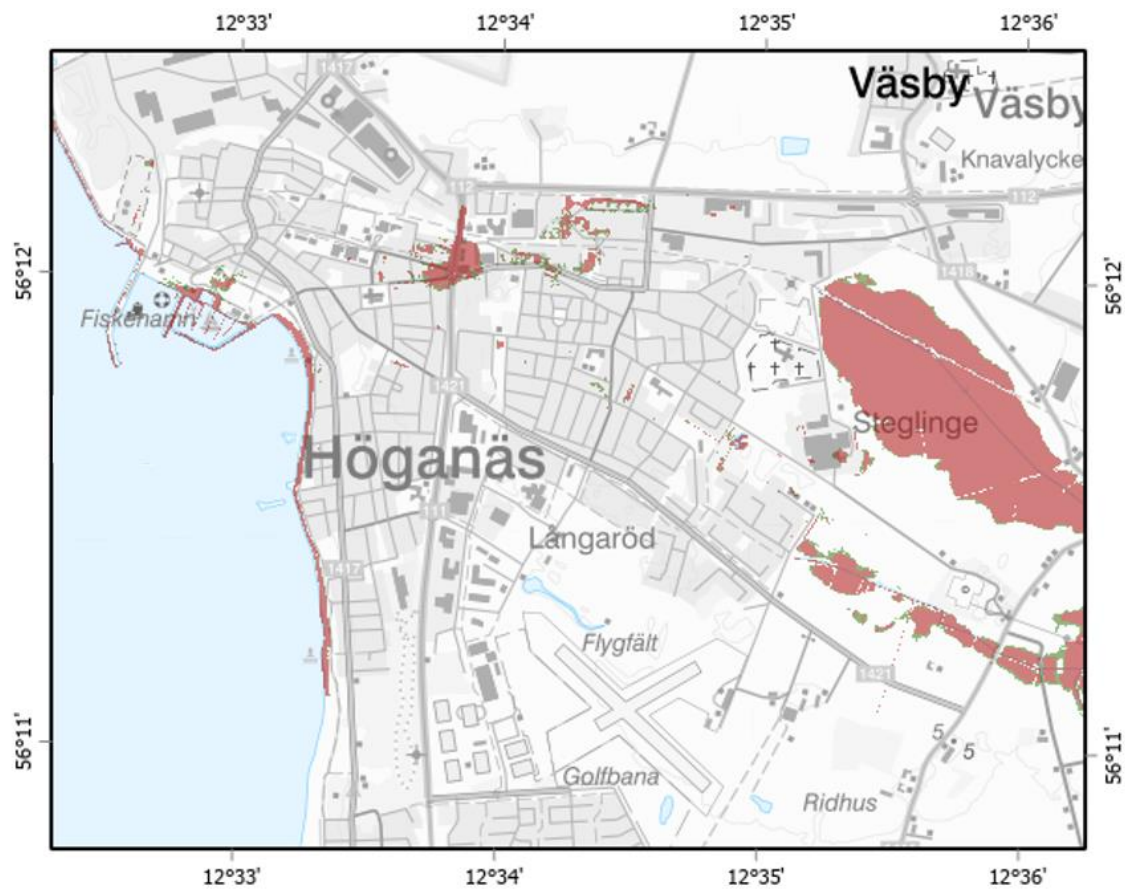 12°33' 12°34' 12°35' 12°36'
1417
Väsby
Väsby
Knavalycke
112
112
56°12'
1418
56°12'
Fiskehamn
1421
Steglinge
Höganäs
111
Långaröd
1417
Flygfält
1421
56°11'
5
5
56°11'
Golfbana
Ridhus
12°33' 12°34' 12°35' 12°36'